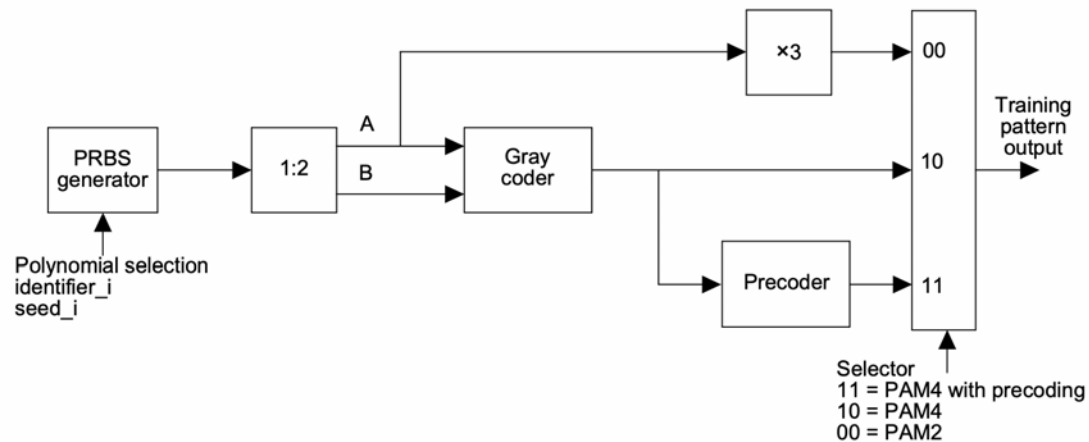 ×3
00
A
Training
pattern
output
PRBS
generator
1:2
B
Gray
coder
10
Polynomial selection
identifier_i
seed_i
Precoder
11
Selector
11 = PAM4 with precoding
10 = PAM4
00 = PAM2